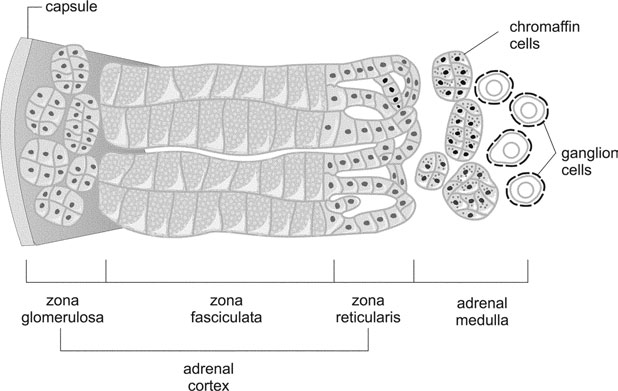 capsule
chromaffin
cells
ganglion
cells
zona
glomerulosa
zona
fasciculata
zona
reticularis
adrenal
medulla
adrenal
cortex